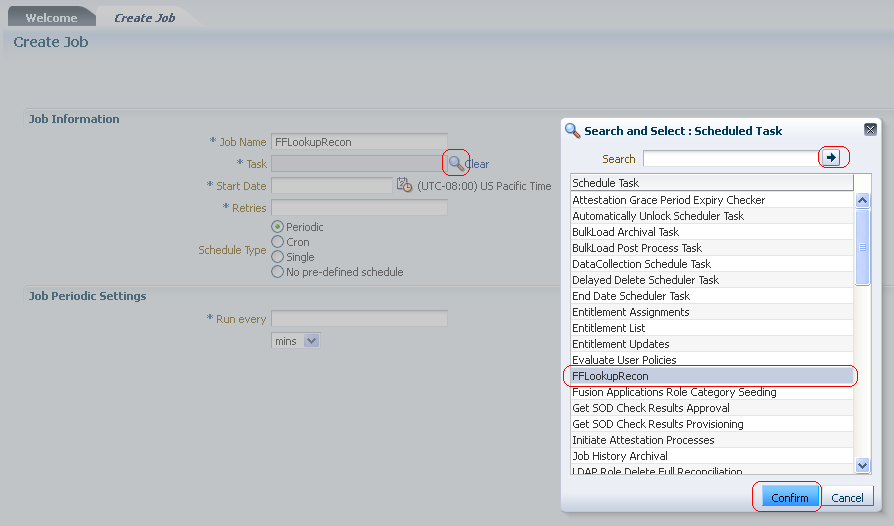 Welcome
Create Job
Create Job
Job Information
* Job Name FFLookupRecon
* Task Clear
* Start Date (UTC-08:00) US Pacific Time
* Retries
Schedule Type
Periodic
Cron
Single
No pre-defined schedule
Job Periodic Settings
* Run every
mins
Search and Select : Scheduled Task
Search
Schedule Task
Attestation Grace Period Expiry Checker
Automatically Unlock Scheduler Task
BulkLoad Archival Task
BulkLoad Post Process Task
DataCollection Schedule Task
Delayed Delete Scheduler Task
End Date Scheduler Task
Entitlement Assignments
Entitlement List
Entitlement Updates
Evaluate User Policies
FFLookupRecon
Fusion Applications Role Category Seeding
Get SOD Check Results Approval
Get SOD Check Results Provisioning
Initiate Attestation Processes
Job History Archival
LDAP Role Delete Full Reconciliation
Confirm
Cancel